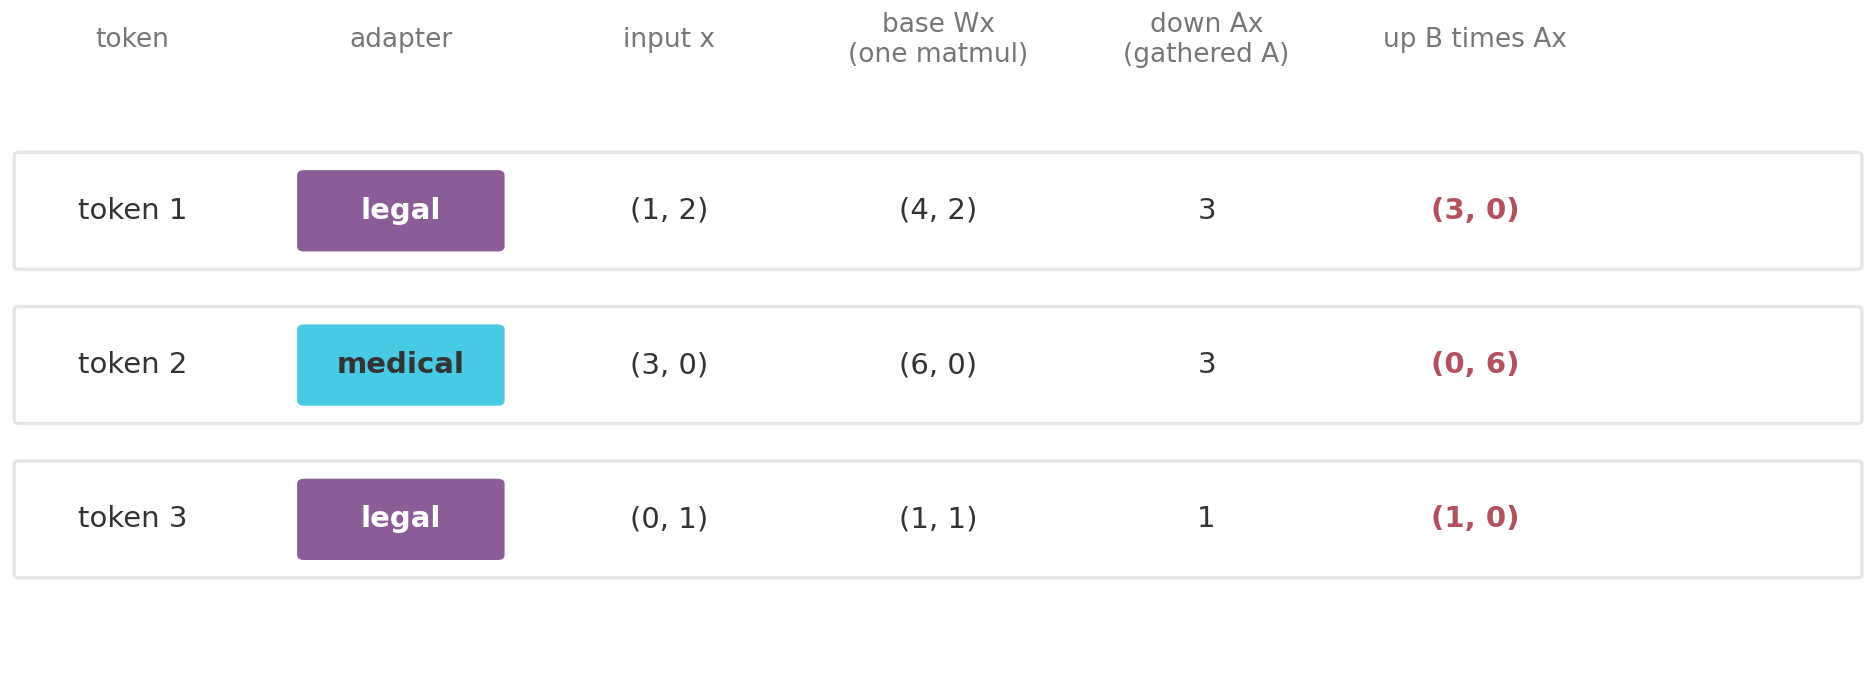 token adapter input x base Wx (one matmul) down Ax (gathered A) up B times Ax
token 1 legal (1, 2) (4, 2) 3 (3, 0)
token 2 medical (3, 0) (6, 0) 3 (0, 6)
token 3 legal (0, 1) (1, 1) 1 (1, 0)